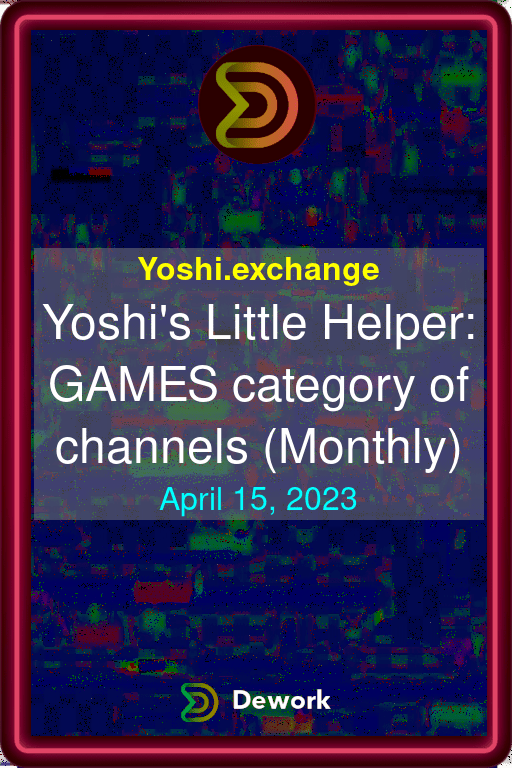 Yoshi.exchange
Yoshi's Little Helper:
GAMES category of
channels (Monthly)
April 15, 2023
Dework